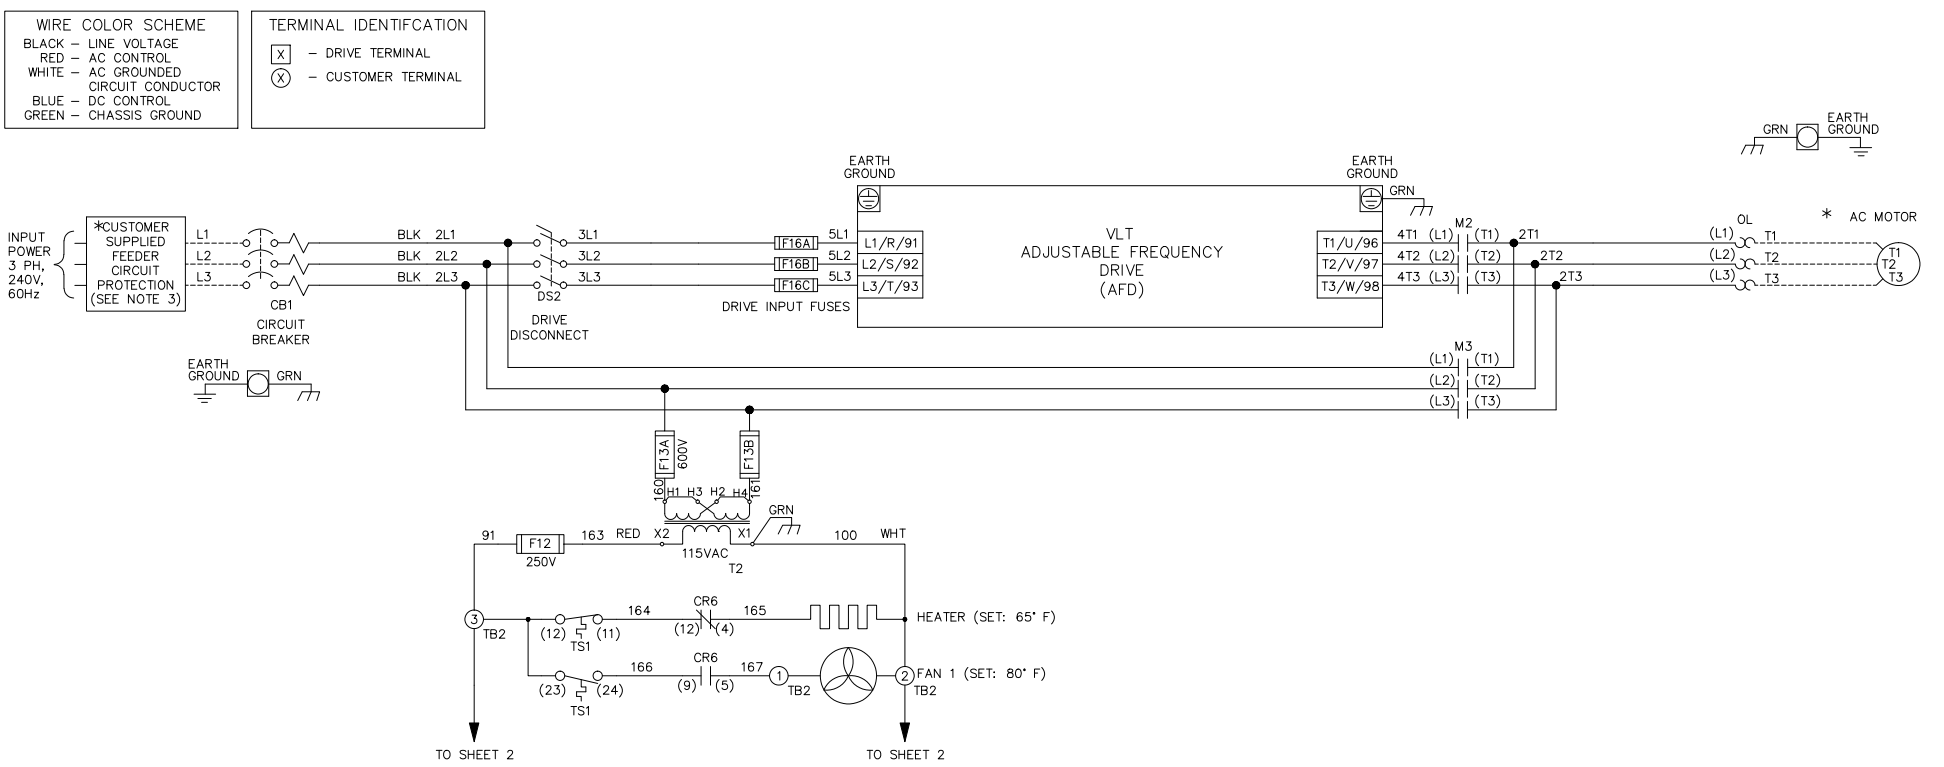 WIRE COLOR SCHEME
BLACK – LINE VOLTAGE
RED – AC CONTROL
WHITE – AC GROUNDED
CIRCUIT CONDUCTOR
BLUE – DC CONTROL
GREEN – CHASSIS GROUND
TERMINAL IDENTIFCATION
X – DRIVE TERMINAL
X – CUSTOMER TERMINAL
INPUT
POWER
3 PH,
240V,
60Hz
*CUSTOMER
SUPPLIED
FEEDER
CIRCUIT
PROTECTION
(SEE NOTE 3)
L1
L2
L3
CB1
CIRCUIT
BREAKER
EARTH
GROUND
GRN
BLK 2L1
BLK 2L2
BLK 2L3
DS2
DRIVE
DISCONNECT
3L1
3L2
3L3
F16A
F16B
F16C
DRIVE INPUT FUSES
5L1
5L2
5L3
EARTH
GROUND
L1/R/91
L2/S/92
L3/T/93
VLT
ADJUSTABLE FREQUENCY
DRIVE
(AFD)
EARTH
GROUND
GRN
T1/U/96
T2/V/97
T3/W/98
4T1 (L1) M2 (T1) 2T1
4T2 (L2) (T2) 2T2
4T3 (L3) (T3) 2T3
M3
(L1) (T1)
(L2) (T2)
(L3) (T3)
GRN
EARTH
GROUND
OL
(L1) T1
(L2) T2
(L3) T3
* AC MOTOR
T1
T2
T3
F13A
600V
F13B
160
161
H1 H3 H2 H4
GRN
91
F12
250V
163 RED X2
115VAC
X1
T2
100 WHT
3
TB2
(12) (11)
TS1
164
CR6
(12) (4)
165
HEATER (SET: 65° F)
(23) (24)
TS1
166
CR6
(9) (5)
167
1
TB2
2
TB2
FAN 1 (SET: 80° F)
TO SHEET 2
TO SHEET 2